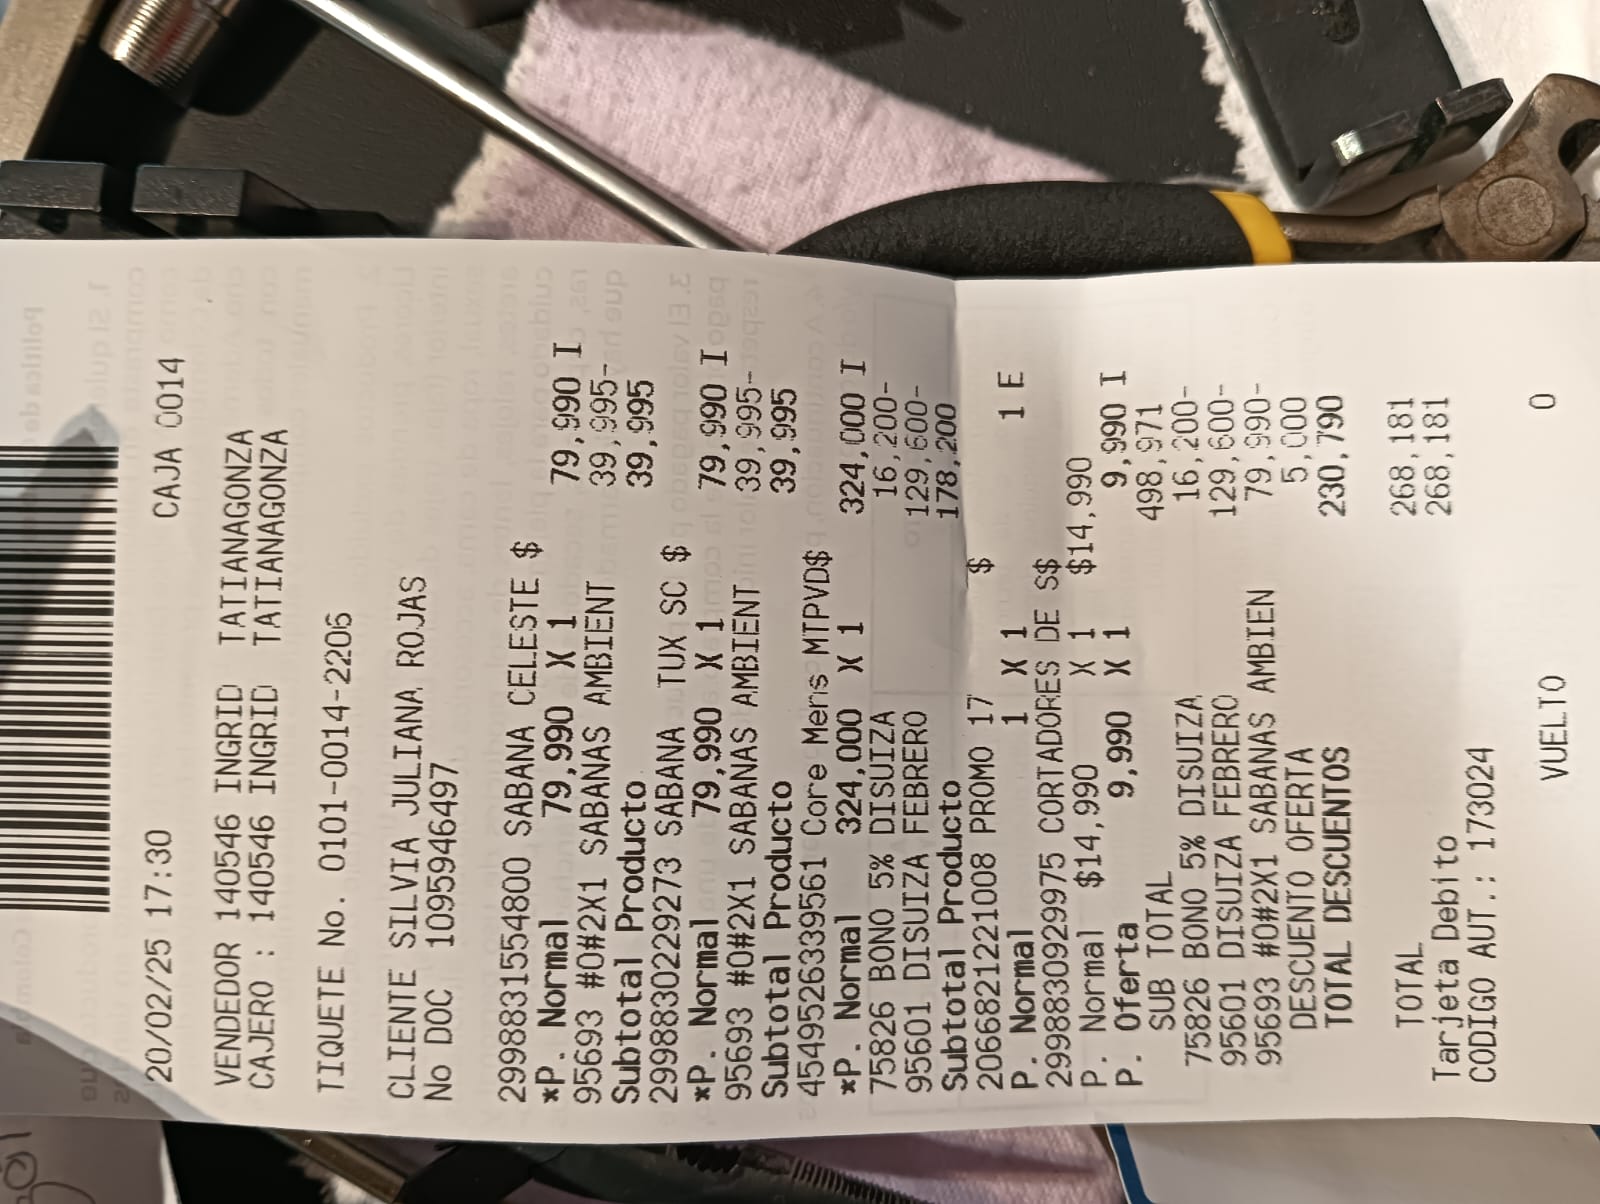 20/02/25 17:30 CAJA 0014
VENDEDOR 140546 INGRID TATIANAGONZA
CAJERO : 140546 INGRID TATIANAGONZA
TIQUETE No. 0101-0014-2206
CLIENTE SILVIA JULIANA ROJAS
No DOC 1095946497
2998831554800 SABANA CELESTE $
*P. Normal 79,990 X 1 79,990 I
95693 #0#2X1 SABANAS AMBIENT 39,995-
Subtotal Producto 39,995
2998830229273 SABANA TUX SC $
*P. Normal 79,990 X 1 79,990 I
95693 #0#2X1 SABANAS AMBIENT 39,995-
Subtotal Producto 39,995
4549526339561 Core Mens MTPVD$
*P. Normal 324,000 X 1 324,000 I
75826 BONO 5% DISUIZA 16,200-
95601 DISUIZA FEBRERO 129,600-
Subtotal Producto 178,200
2066821221008 PROMO 17 $
P. Normal 1 X 1 1 E
2998830929975 CORTADORES DE S$
P. Normal $14,990 X 1 $14,990
P. Oferta 9,990 X 1 9,990 I
SUB TOTAL 498,971
75826 BONO 5% DISUIZA 16,200-
95601 DISUIZA FEBRERO 129,600-
95693 #0#2X1 SABANAS AMBIEN 79,990-
DESCUENTO OFERTA 5,000
TOTAL DESCUENTOS 230,790
TOTAL 268,181
Tarjeta Debito 268,181
CODIGO AUT.: 173024
VUELTO 0